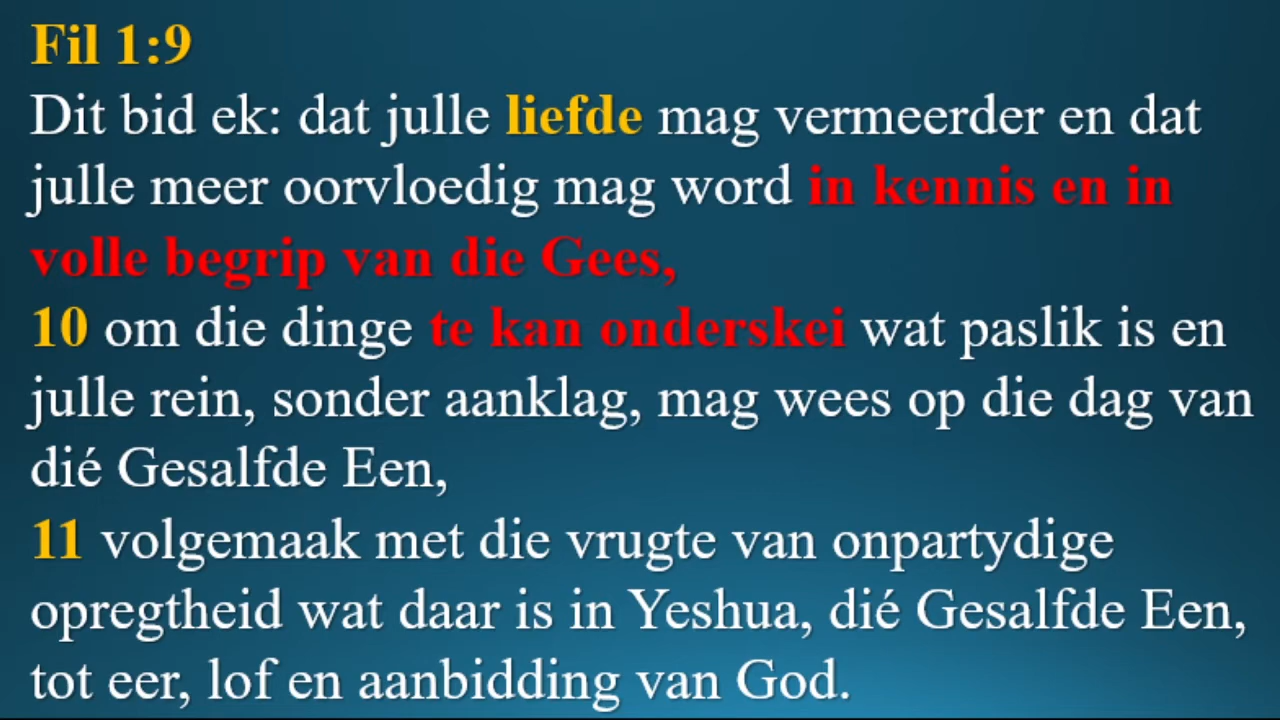 Fil 1:9
Dit bid ek: dat julle liefde mag vermeerder en dat
julle meer oorvloedig mag word in kennis en in
volle begrip van die Gees,
10 om die dinge te kan onderskei wat paslik is en
julle rein, sonder aanklag, mag wees op die dag van
dié Gesalfde Een,
11 volgemaak met die vrugte van onpartydige
opregtheid wat daar is in Yeshua, dié Gesalfde Een,
tot eer, lof en aanbidding van God.